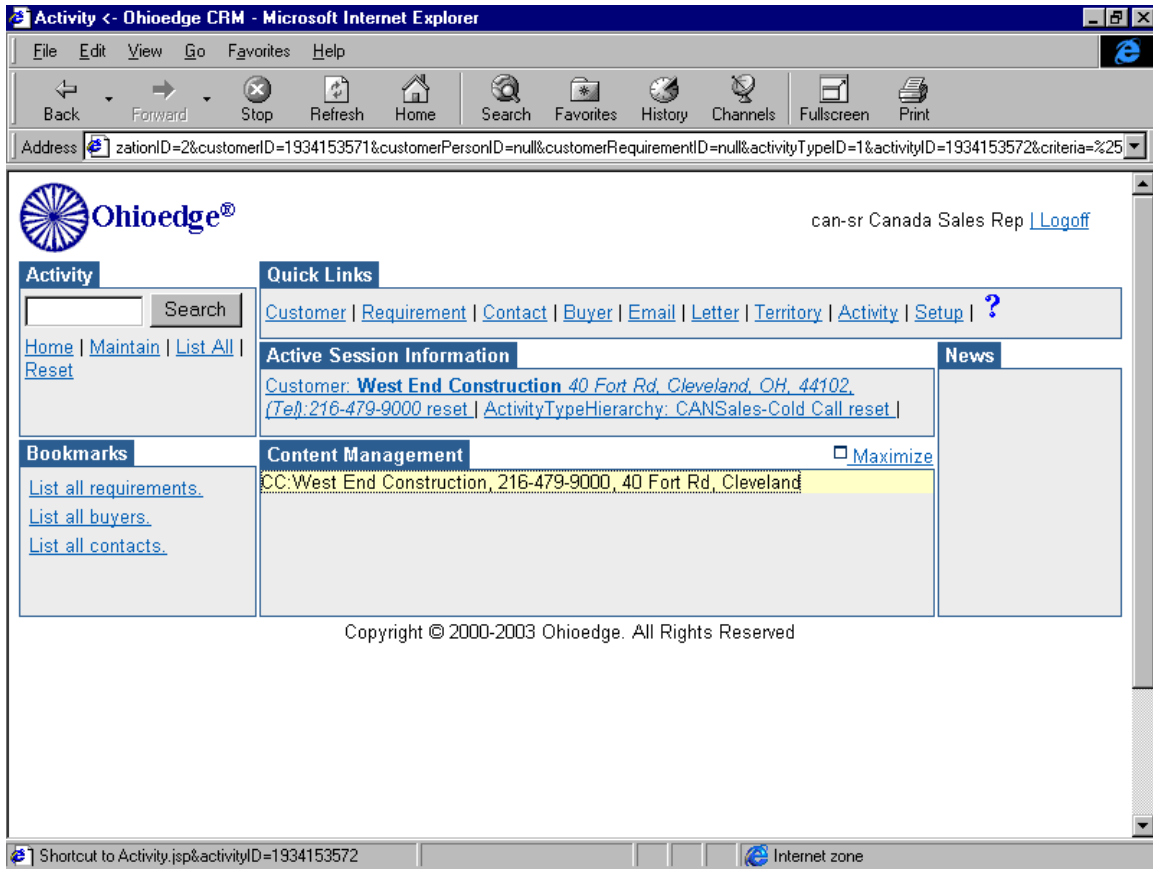 Activity <- Ohioedge CRM - Microsoft Internet Explorer
File Edit View Go Favorites Help
Back Forward Stop Refresh Home Search Favorites History Channels Fullscreen Print
Address zationID=2&customerID=1934153571&customerPersonID=null&customerRequirementID=null&activityTypeID=1&activityID=1934153572&criteria=%25
Ohioedge®
can-sr Canada Sales Rep | Logoff
Activity
Search
Home | Maintain | List All |
Reset
Quick Links
Customer | Requirement | Contact | Buyer | Email | Letter | Territory | Activity | Setup | ?
Active Session Information
Customer: West End Construction 40 Fort Rd, Cleveland, OH, 44102,
(Tel):216-479-9000 reset | ActivityTypeHierarchy: CANSales-Cold Call reset |
News
Bookmarks
List all requirements.
List all buyers.
List all contacts.
Content Management
Maximize
CC:West End Construction, 216-479-9000, 40 Fort Rd, Cleveland
Copyright © 2000-2003 Ohioedge. All Rights Reserved
Shortcut to Activity.jsp&activityID=1934153572
Internet zone